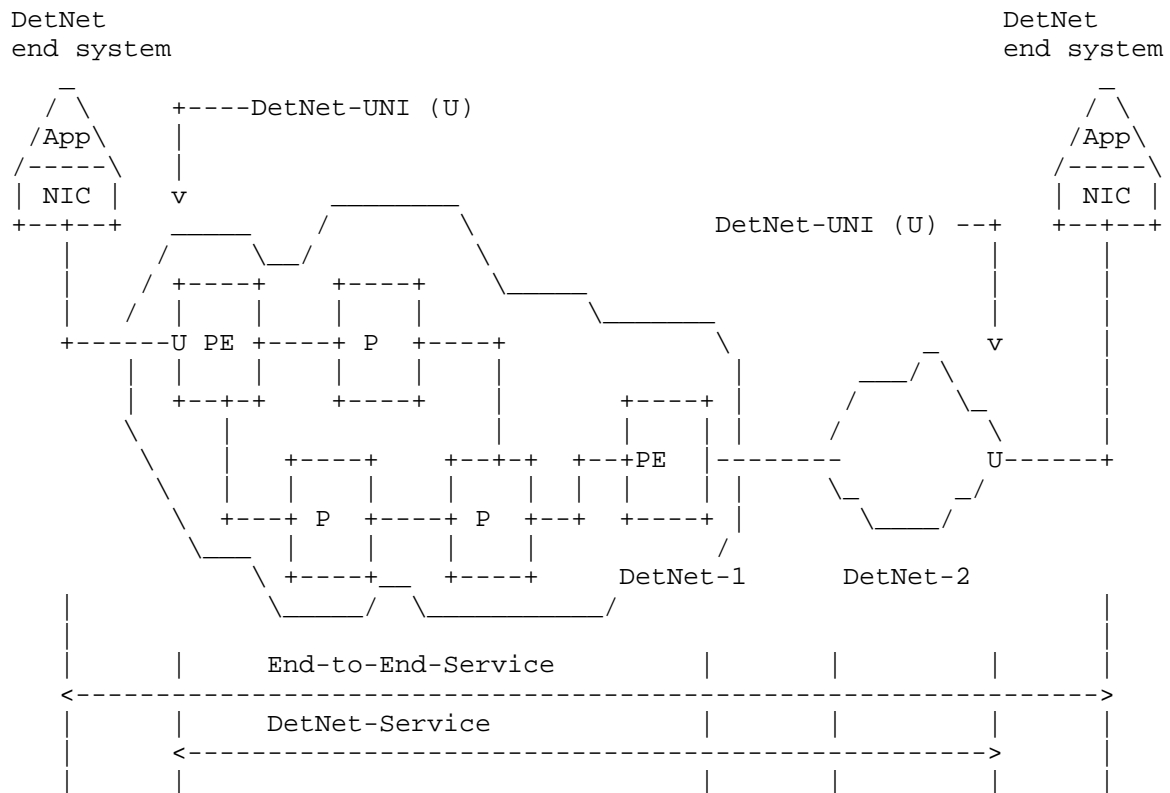 DetNet DetNet
end system end system
+----DetNet-UNI (U)
App App
NIC v NIC
DetNet-UNI (U) --+
U PE P v
PE U
P P
DetNet-1 DetNet-2
End-to-End-Service
DetNet-Service